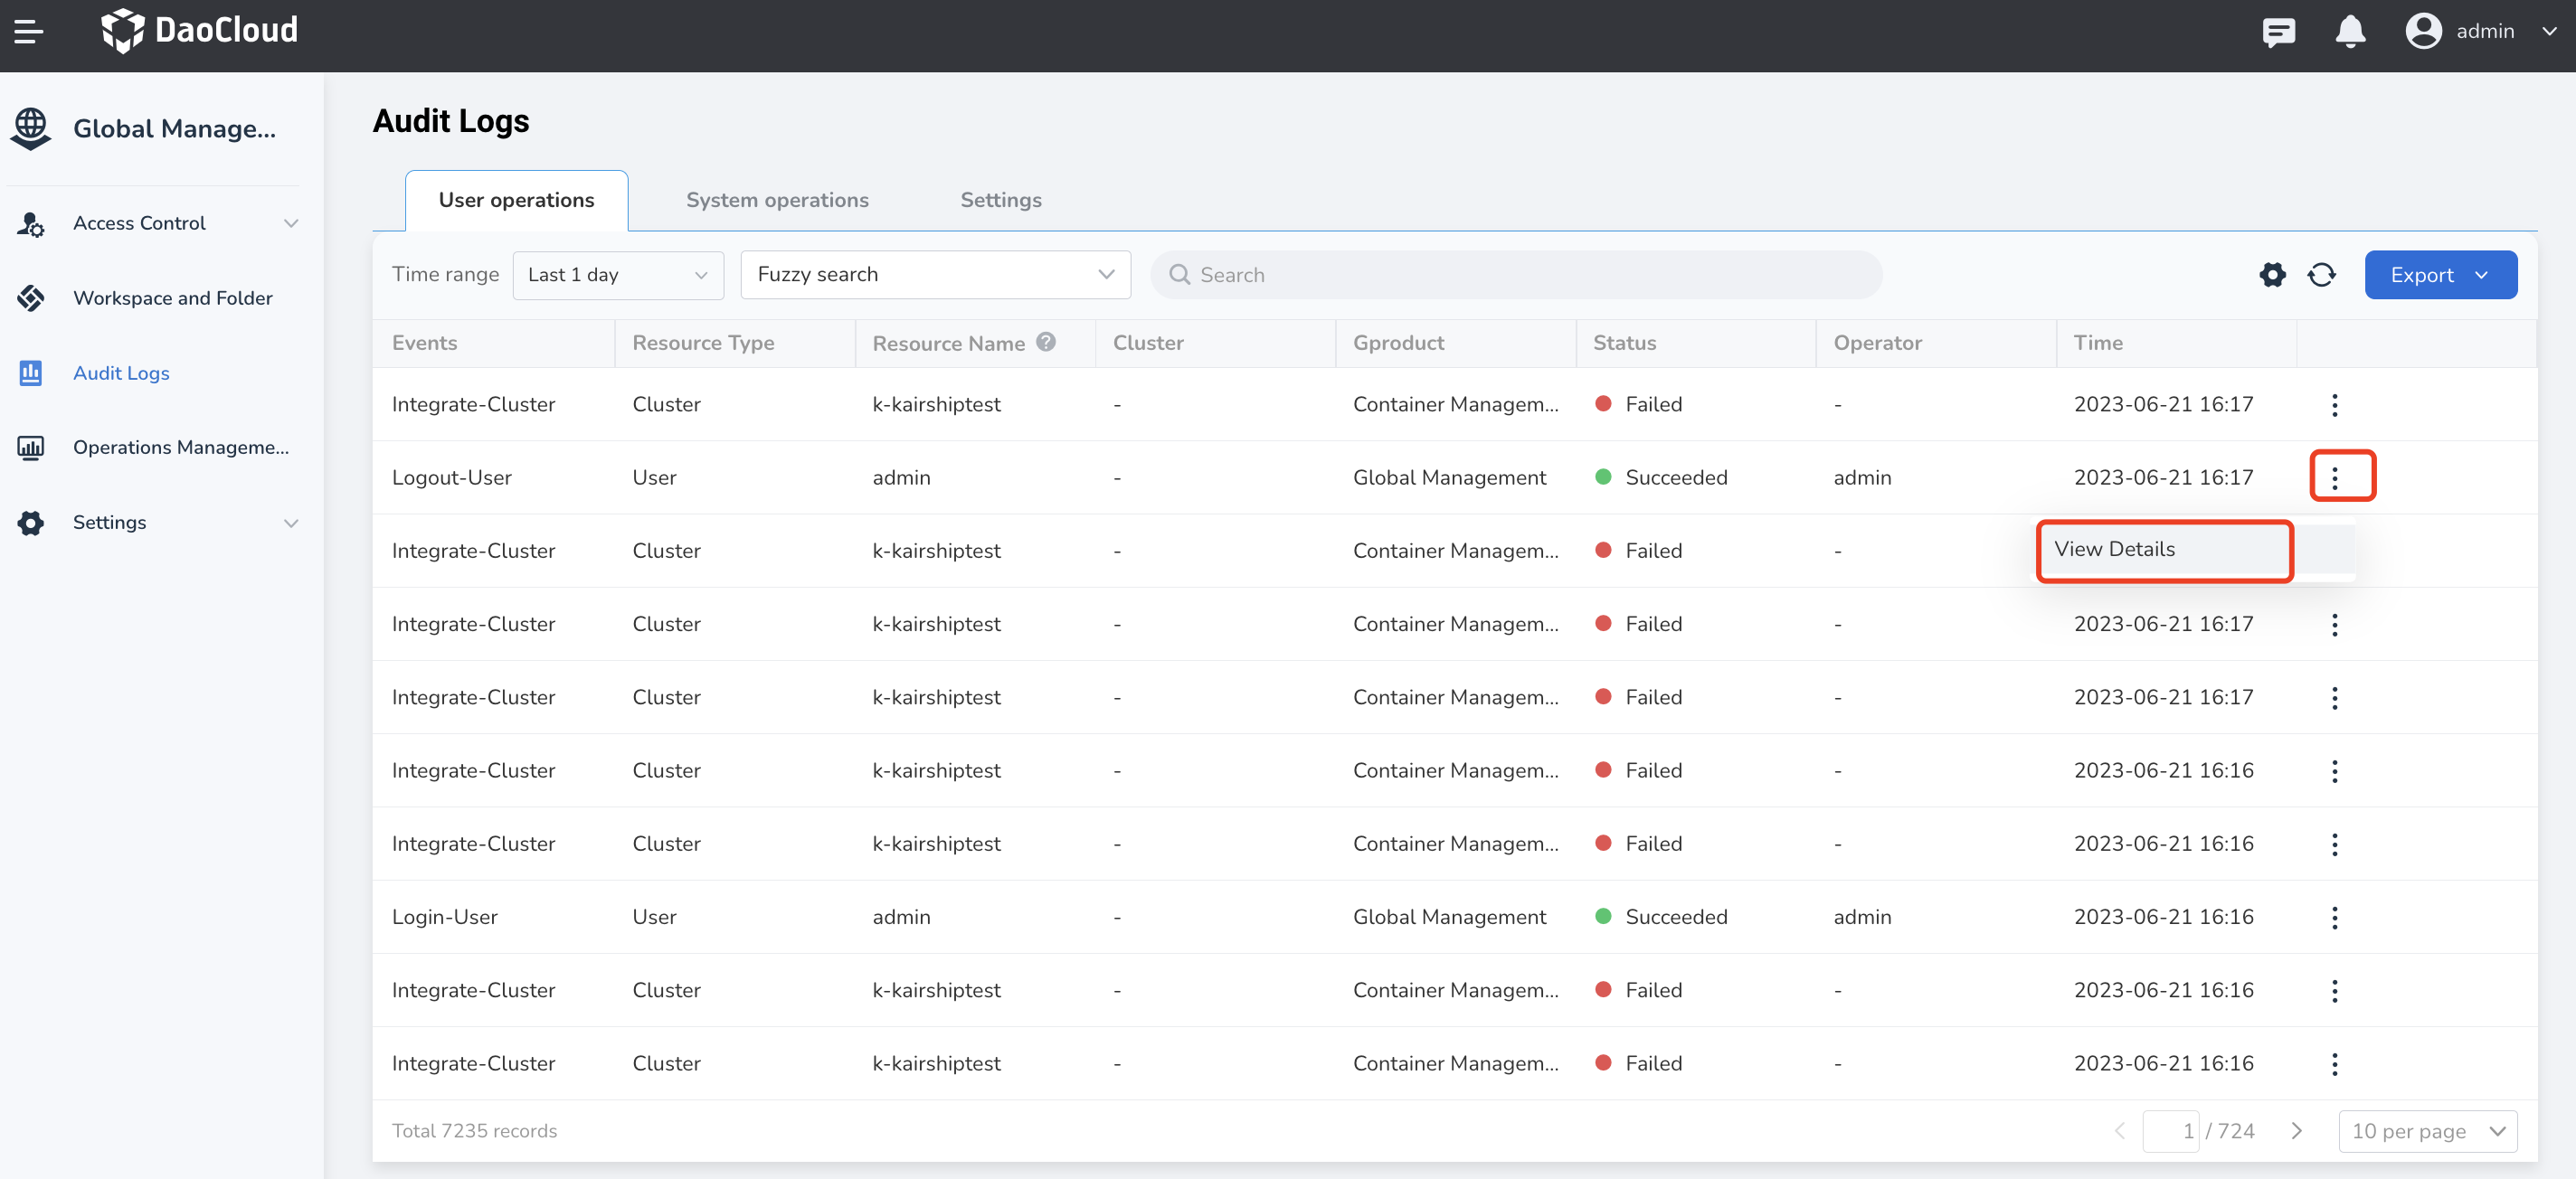 DaoCloud
admin
Global Manage...
Access Control
Workspace and Folder
Audit Logs
Operations Manageme...
Settings
Audit Logs
User operations System operations Settings
Time range Last 1 day Fuzzy search Search Export
Events Resource Type Resource Name ? Cluster Gproduct Status Operator Time
Integrate-Cluster Cluster k-kairshiptest - Container Managem... Failed - 2023-06-21 16:17
Logout-User User admin - Global Management Succeeded admin 2023-06-21 16:17
Integrate-Cluster Cluster k-kairshiptest - Container Managem... Failed - View Details
Integrate-Cluster Cluster k-kairshiptest - Container Managem... Failed - 2023-06-21 16:17
Integrate-Cluster Cluster k-kairshiptest - Container Managem... Failed - 2023-06-21 16:17
Integrate-Cluster Cluster k-kairshiptest - Container Managem... Failed - 2023-06-21 16:16
Integrate-Cluster Cluster k-kairshiptest - Container Managem... Failed - 2023-06-21 16:16
Login-User User admin - Global Management Succeeded admin 2023-06-21 16:16
Integrate-Cluster Cluster k-kairshiptest - Container Managem... Failed - 2023-06-21 16:16
Integrate-Cluster Cluster k-kairshiptest - Container Managem... Failed - 2023-06-21 16:16
Total 7235 records 1 / 724 10 per page